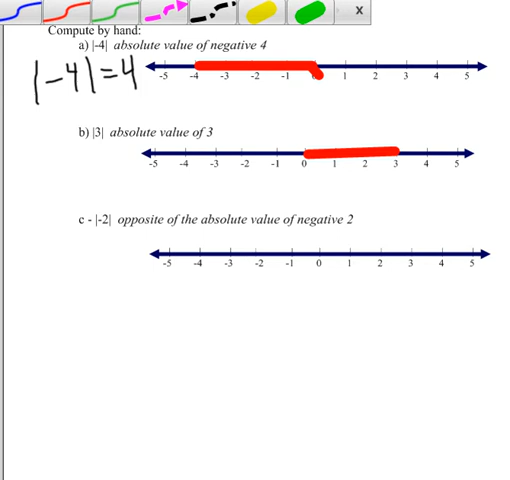 x
Compute by hand:
a) |-4| absolute value of negative 4
|-4|=4
-5 -4 -3 -2 -1 1 2 3 4 5
b) |3| absolute value of 3
-5 -4 -3 -2 -1 0 1 2 3 4 5
c - |-2| opposite of the absolute value of negative 2
-5 -4 -3 -2 -1 0 1 2 3 4 5